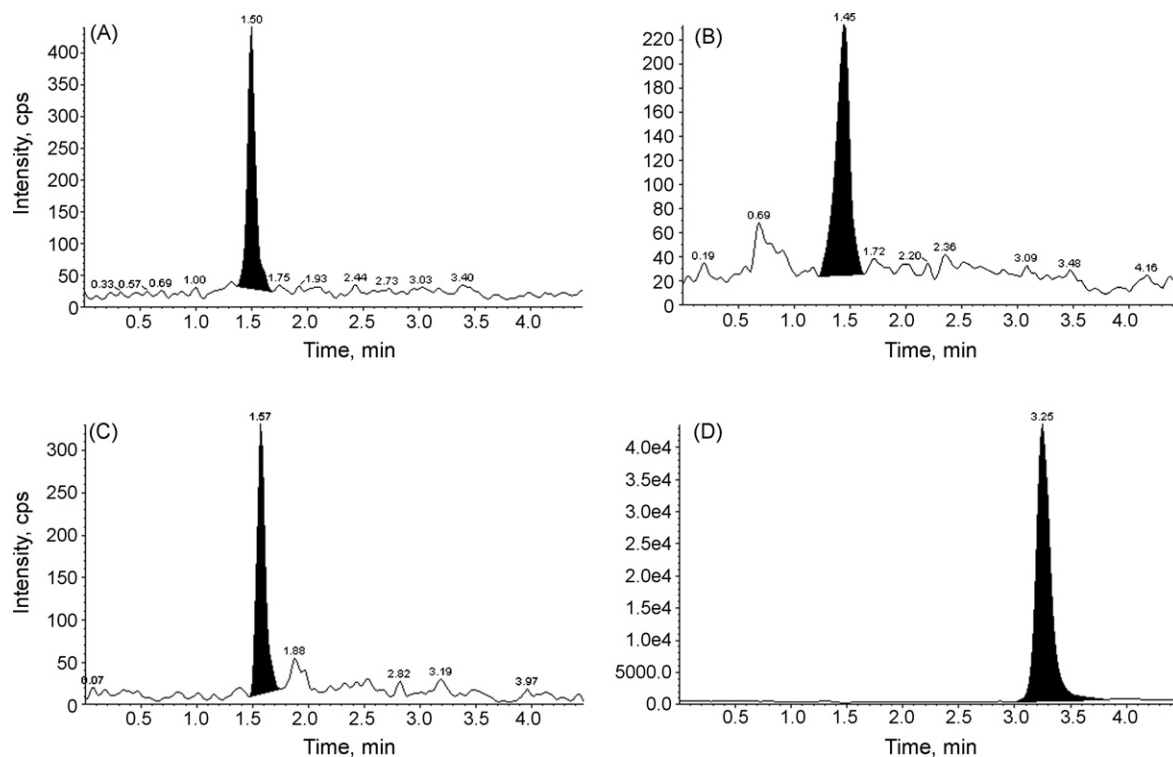 (A)
1.50
400
350
300
250
200
150
100
50
0
Intensity, cps
0.33 0.57 0.69 1.00 1.75 1.93 2.44 2.73 3.03 3.40
0.5 1.0 1.5 2.0 2.5 3.0 3.5 4.0
Time, min
(B)
1.45
220
200
180
160
140
120
100
80
60
40
20
0
0.19 0.69 1.72 2.20 2.36 3.09 3.48 4.16
0.5 1.0 1.5 2.0 2.5 3.0 3.5 4.0
Time, min
(C)
1.57
300
250
200
150
100
50
0
Intensity, cps
0.07 1.88 2.82 3.19 3.97
0.5 1.0 1.5 2.0 2.5 3.0 3.5 4.0
Time, min
(D)
3.25
4.0e4
3.5e4
3.0e4
2.5e4
2.0e4
1.5e4
1.0e4
5000.0
0.0
0.5 1.0 1.5 2.0 2.5 3.0 3.5 4.0
Time, min